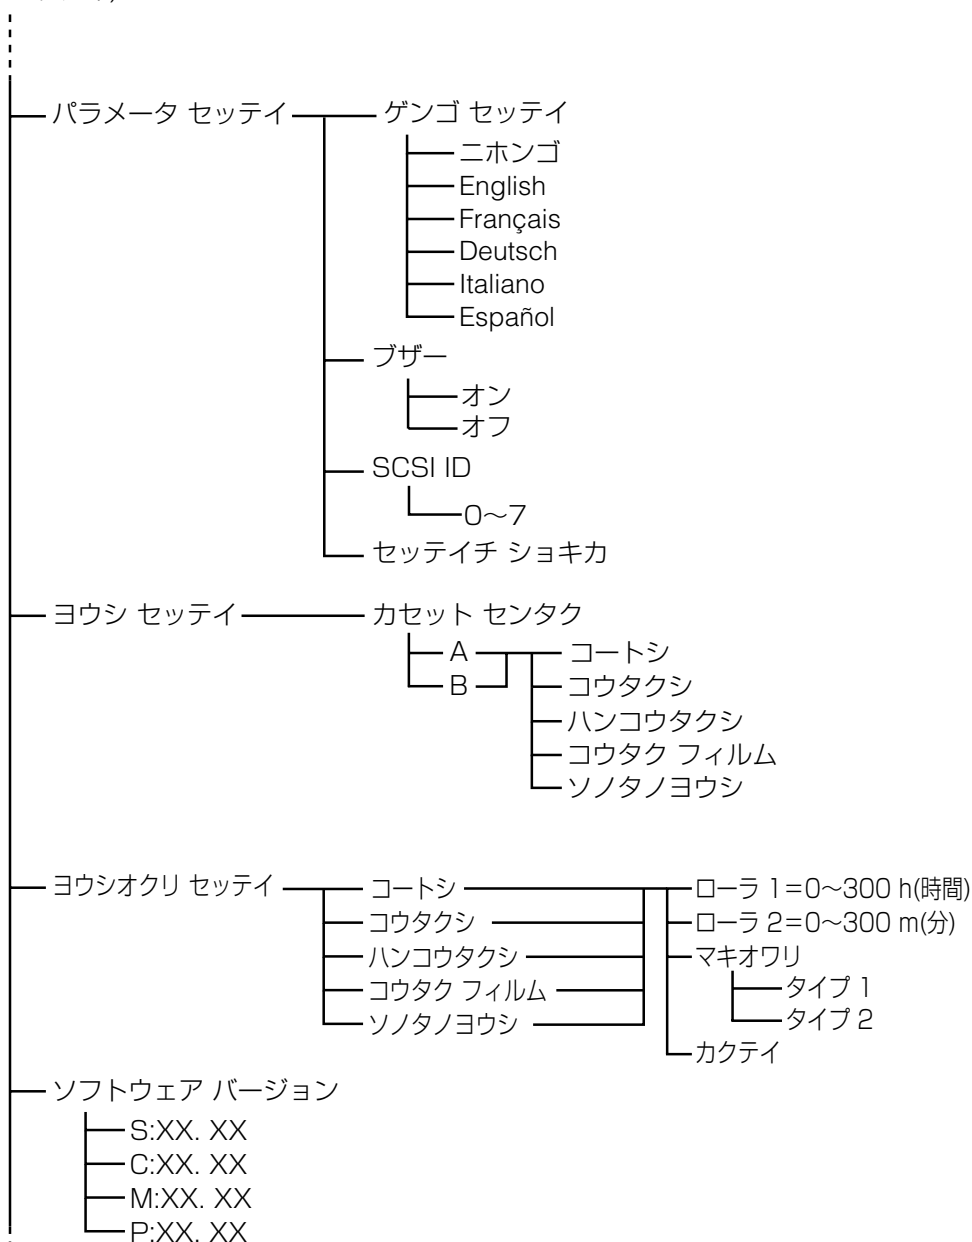 パラメータ セッテイ
ゲンゴ セッテイ
ニホンゴ
English
Français
Deutsch
Italiano
Español
ブザー
オン
オフ
SCSI ID
0〜7
セッテイチ ショキカ
ヨウシ セッテイ
カセット センタク
A
B
コートシ
コウタクシ
ハンコウタクシ
コウタク フィルム
ソノタノヨウシ
ヨウシオクリ セッテイ
コートシ
コウタクシ
ハンコウタクシ
コウタク フィルム
ソノタノヨウシ
ローラ 1=0〜300 h(時間)
ローラ 2=0〜300 m(分)
マキオワリ
タイプ 1
タイプ 2
カクテイ
ソフトウェア バージョン
S:XX. XX
C:XX. XX
M:XX. XX
P:XX. XX